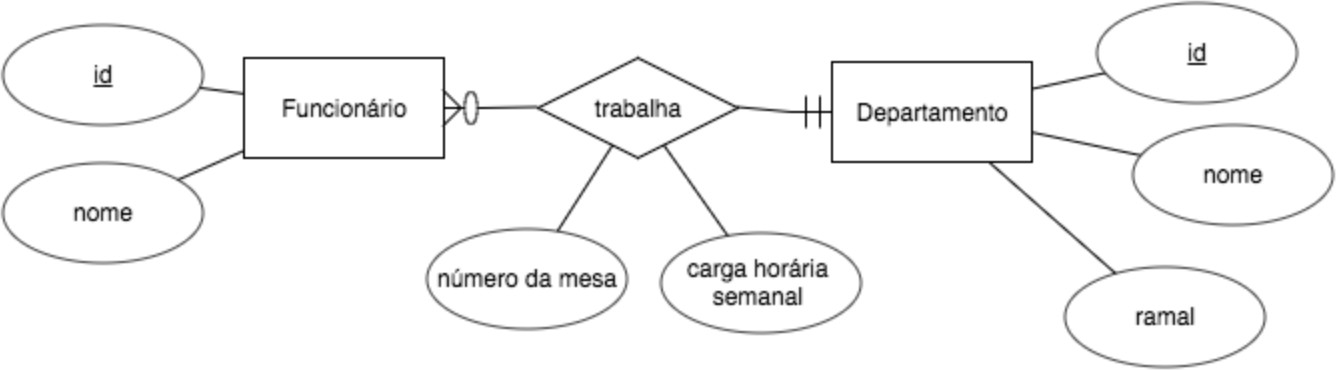 id
Funcionário
nome
trabalha
número da mesa
carga horária
semanal
Departamento
id
nome
ramal